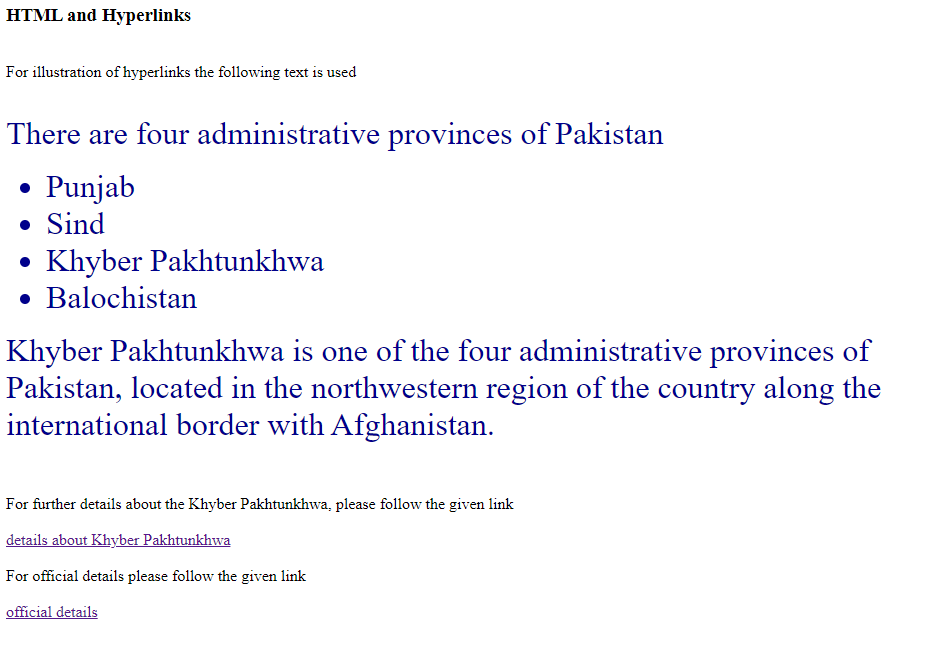 HTML and Hyperlinks
For illustration of hyperlinks the following text is used
There are four administrative provinces of Pakistan
• Punjab
• Sind
• Khyber Pakhtunkhwa
• Balochistan
Khyber Pakhtunkhwa is one of the four administrative provinces of
Pakistan, located in the northwestern region of the country along the
international border with Afghanistan.
For further details about the Khyber Pakhtunkhwa, please follow the given link
details about Khyber Pakhtunkhwa
For official details please follow the given link
official details